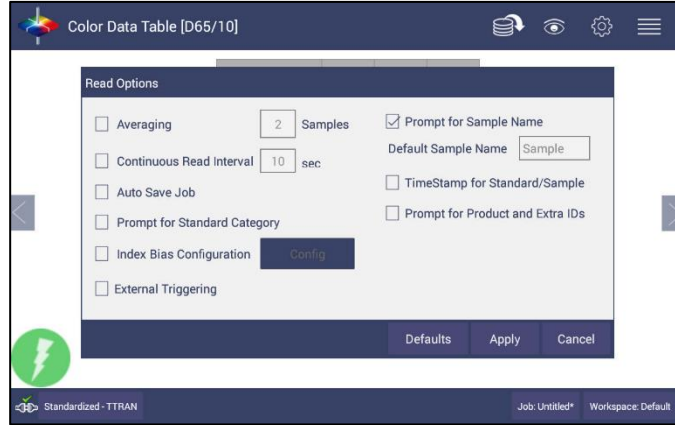 Color Data Table [D65/10]
Read Options
Averaging 2 Samples
Continuous Read Interval 10 sec
Auto Save Job
Prompt for Standard Category
Index Bias Configuration Config
External Triggering
Prompt for Sample Name
Default Sample Name Sample
TimeStamp for Standard/Sample
Prompt for Product and Extra IDs
Defaults Apply Cancel
Standardized - TTRAN Job: Untitled* Workspace: Default